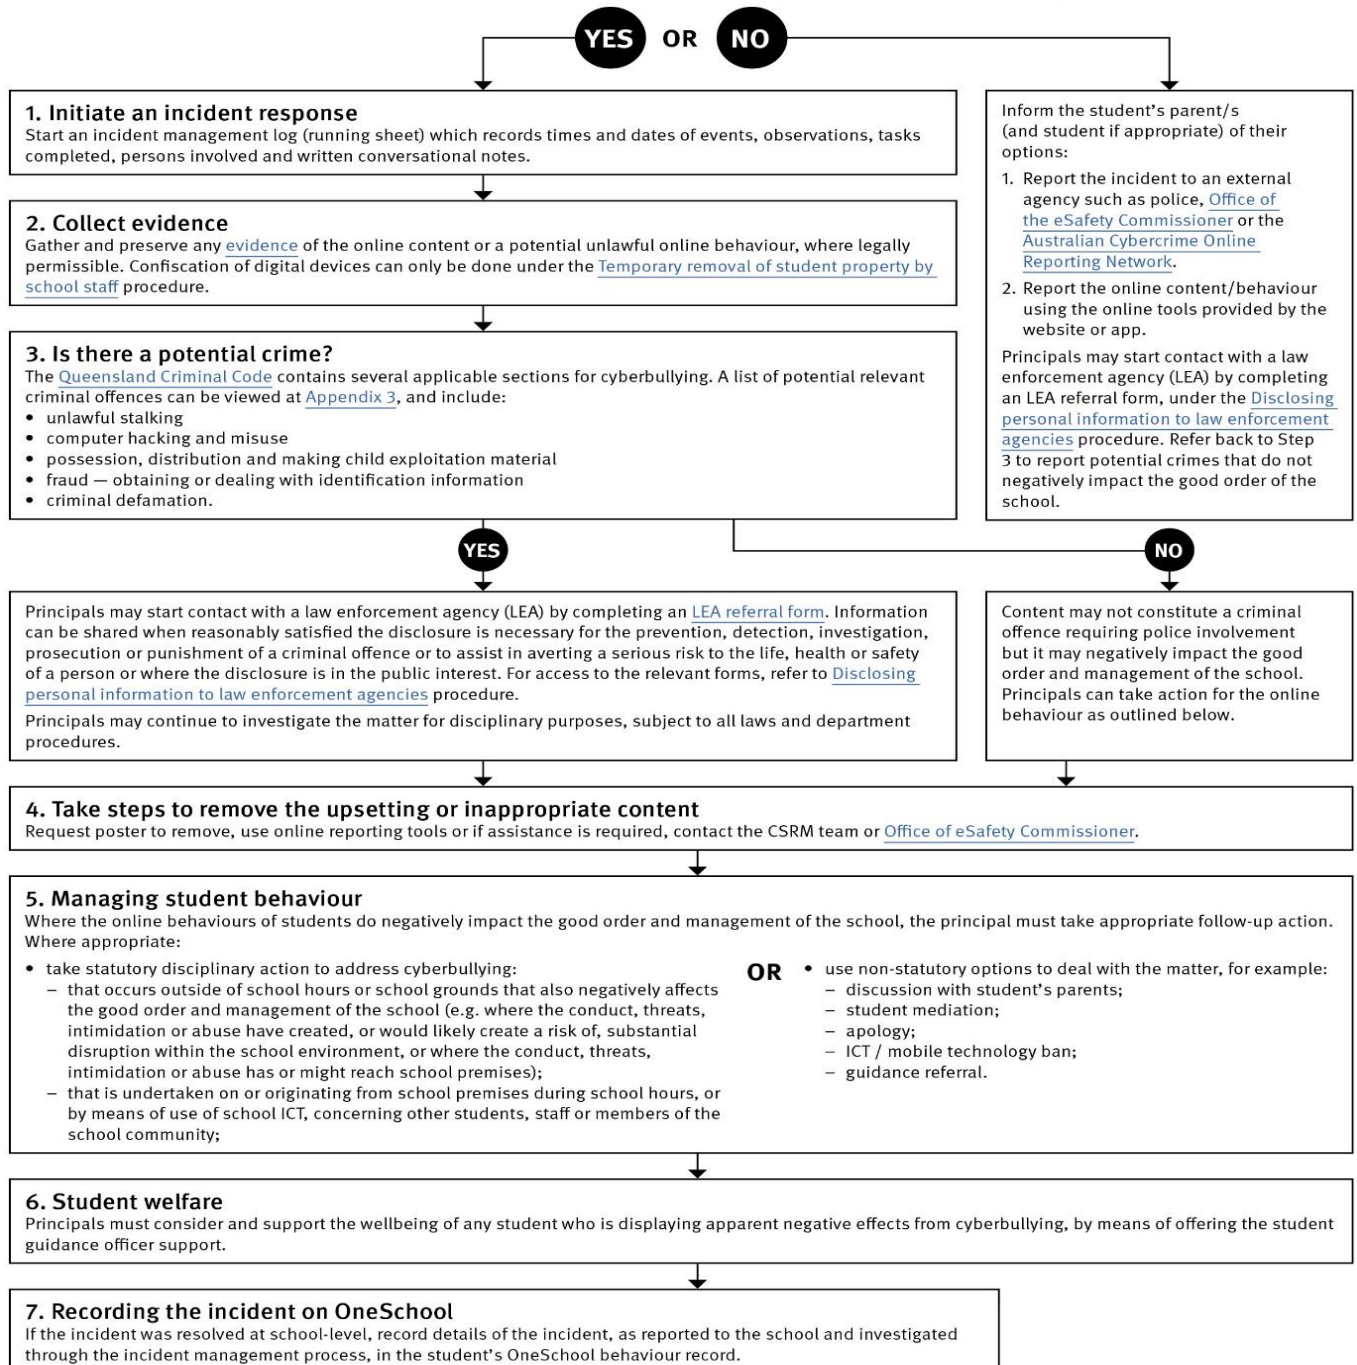 YES OR NO
1. Initiate an incident response
Start an incident management log (running sheet) which records times and dates of events, observations, tasks
completed, persons involved and written conversational notes.
2. Collect evidence
Gather and preserve any evidence of the online content or a potential unlawful online behaviour, where legally
permissible. Confiscation of digital devices can only be done under the Temporary removal of student property by
school staff procedure.
3. Is there a potential crime?
The Queensland Criminal Code contains several applicable sections for cyberbullying. A list of potential relevant
criminal offences can be viewed at Appendix 3, and include:
• unlawful stalking
• computer hacking and misuse
• possession, distribution and making child exploitation material
• fraud — obtaining or dealing with identification information
• criminal defamation.
Inform the student's parent/s
(and student if appropriate) of their
options:
1. Report the incident to an external
agency such as police, Office of
the eSafety Commissioner or the
Australian Cybercrime Online
Reporting Network.
2. Report the online content/behaviour
using the online tools provided by the
website or app.
Principals may start contact with a law
enforcement agency (LEA) by completing
an LEA referral form, under the Disclosing
personal information to law enforcement
agencies procedure. Refer back to Step
3 to report potential crimes that do not
negatively impact the good order of the
school.
YES
NO
Principals may start contact with a law enforcement agency (LEA) by completing an LEA referral form. Information
can be shared when reasonably satisfied the disclosure is necessary for the prevention, detection, investigation,
prosecution or punishment of a criminal offence or to assist in averting a serious risk to the life, health or safety
of a person or where the disclosure is in the public interest. For access to the relevant forms, refer to Disclosing
personal information to law enforcement agencies procedure.
Principals may continue to investigate the matter for disciplinary purposes, subject to all laws and department
procedures.
Content may not constitute a criminal
offence requiring police involvement
but it may negatively impact the good
order and management of the school.
Principals can take action for the online
behaviour as outlined below.
4. Take steps to remove the upsetting or inappropriate content
Request poster to remove, use online reporting tools or if assistance is required, contact the CSRM team or Office of eSafety Commissioner.
5. Managing student behaviour
Where the online behaviours of students do negatively impact the good order and management of the school, the principal must take appropriate follow-up action.
Where appropriate:
• take statutory disciplinary action to address cyberbullying:
– that occurs outside of school hours or school grounds that also negatively affects
the good order and management of the school (e.g. where the conduct, threats,
intimidation or abuse have created, or would likely create a risk of, substantial
disruption within the school environment, or where the conduct, threats,
intimidation or abuse has or might reach school premises);
– that is undertaken on or originating from school premises during school hours, or
by means of use of school ICT, concerning other students, staff or members of the
school community;
OR
• use non-statutory options to deal with the matter, for example:
– discussion with student's parents;
– student mediation;
– apology;
– ICT / mobile technology ban;
– guidance referral.
6. Student welfare
Principals must consider and support the wellbeing of any student who is displaying apparent negative effects from cyberbullying, by means of offering the student
guidance officer support.
7. Recording the incident on OneSchool
If the incident was resolved at school-level, record details of the incident, as reported to the school and investigated
through the incident management process, in the student's OneSchool behaviour record.